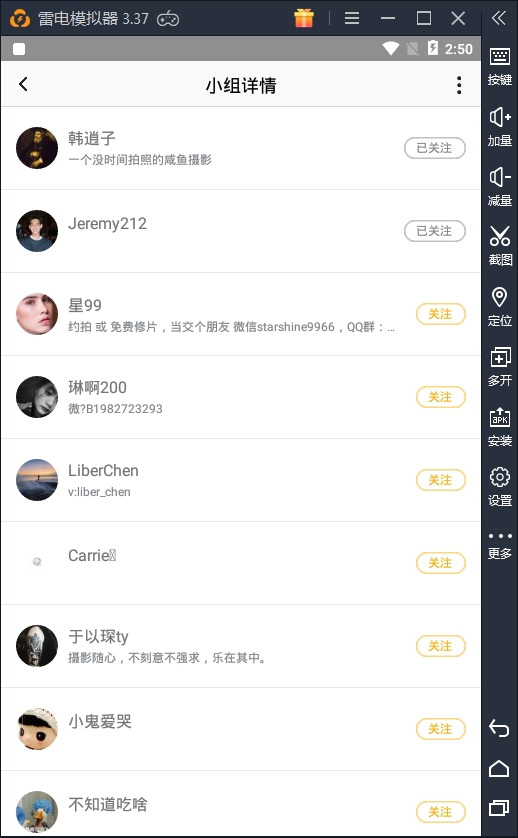 雷电模拟器 3.37
2:50
小组详情
韩逍子
一个没时间拍照的咸鱼摄影
已关注
Jeremy212
已关注
星99
约拍 或 免费修片，当交个朋友 微信starshine9966，QQ群：...
关注
琳啊200
微?B1982723293
关注
LiberChen
v:liber_chen
关注
Carrie
关注
于以琛ty
摄影随心，不刻意不强求，乐在其中。
关注
小鬼爱哭
关注
不知道吃啥
关注
按键
加量
减量
截图
定位
多开
APK
安装
设置
更多